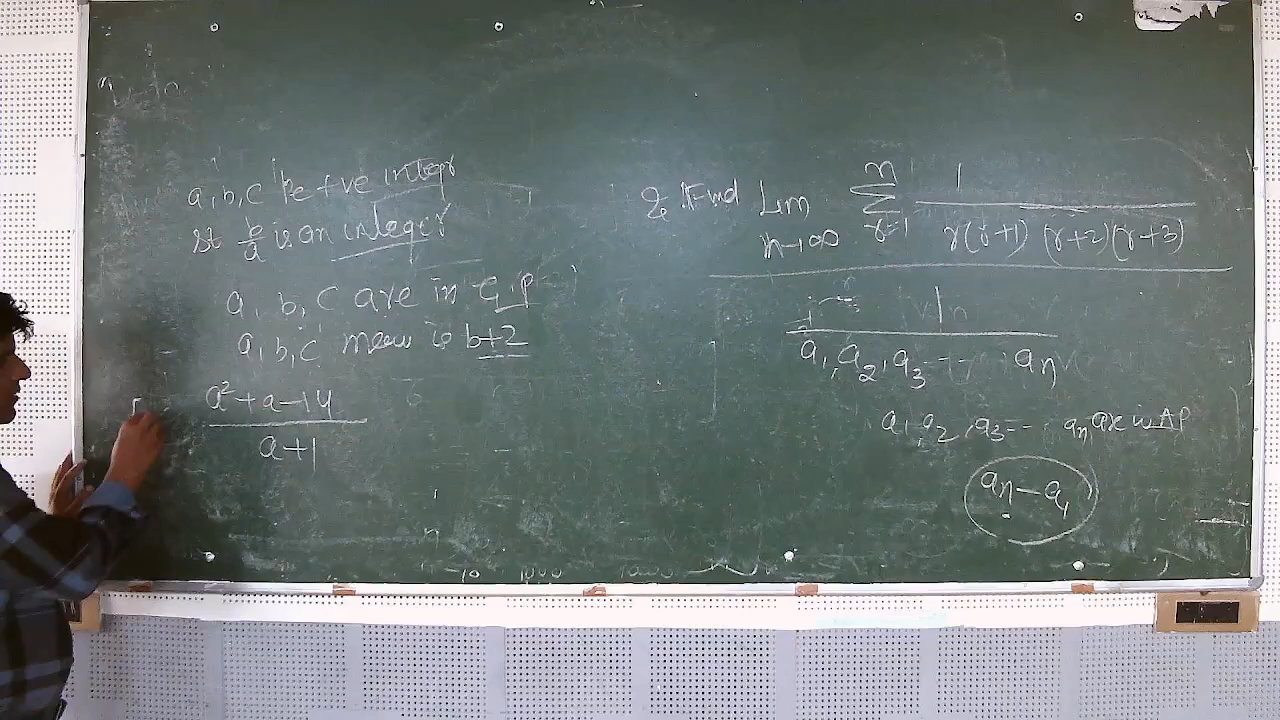 a, b, c be +ve integr
st b/a is an integer
a, b, c are in G.P
a, b, c mean is b+2
a² + a - 14
a+1
Q Find Lim n→∞ Σ r=1 n 1 / r(r+1)(r+2)(r+3)
1
a₁, a₂, a₃ -- aₙ
a₁, a₂, a₃ -- aₙ are in AP
aₙ - a₁